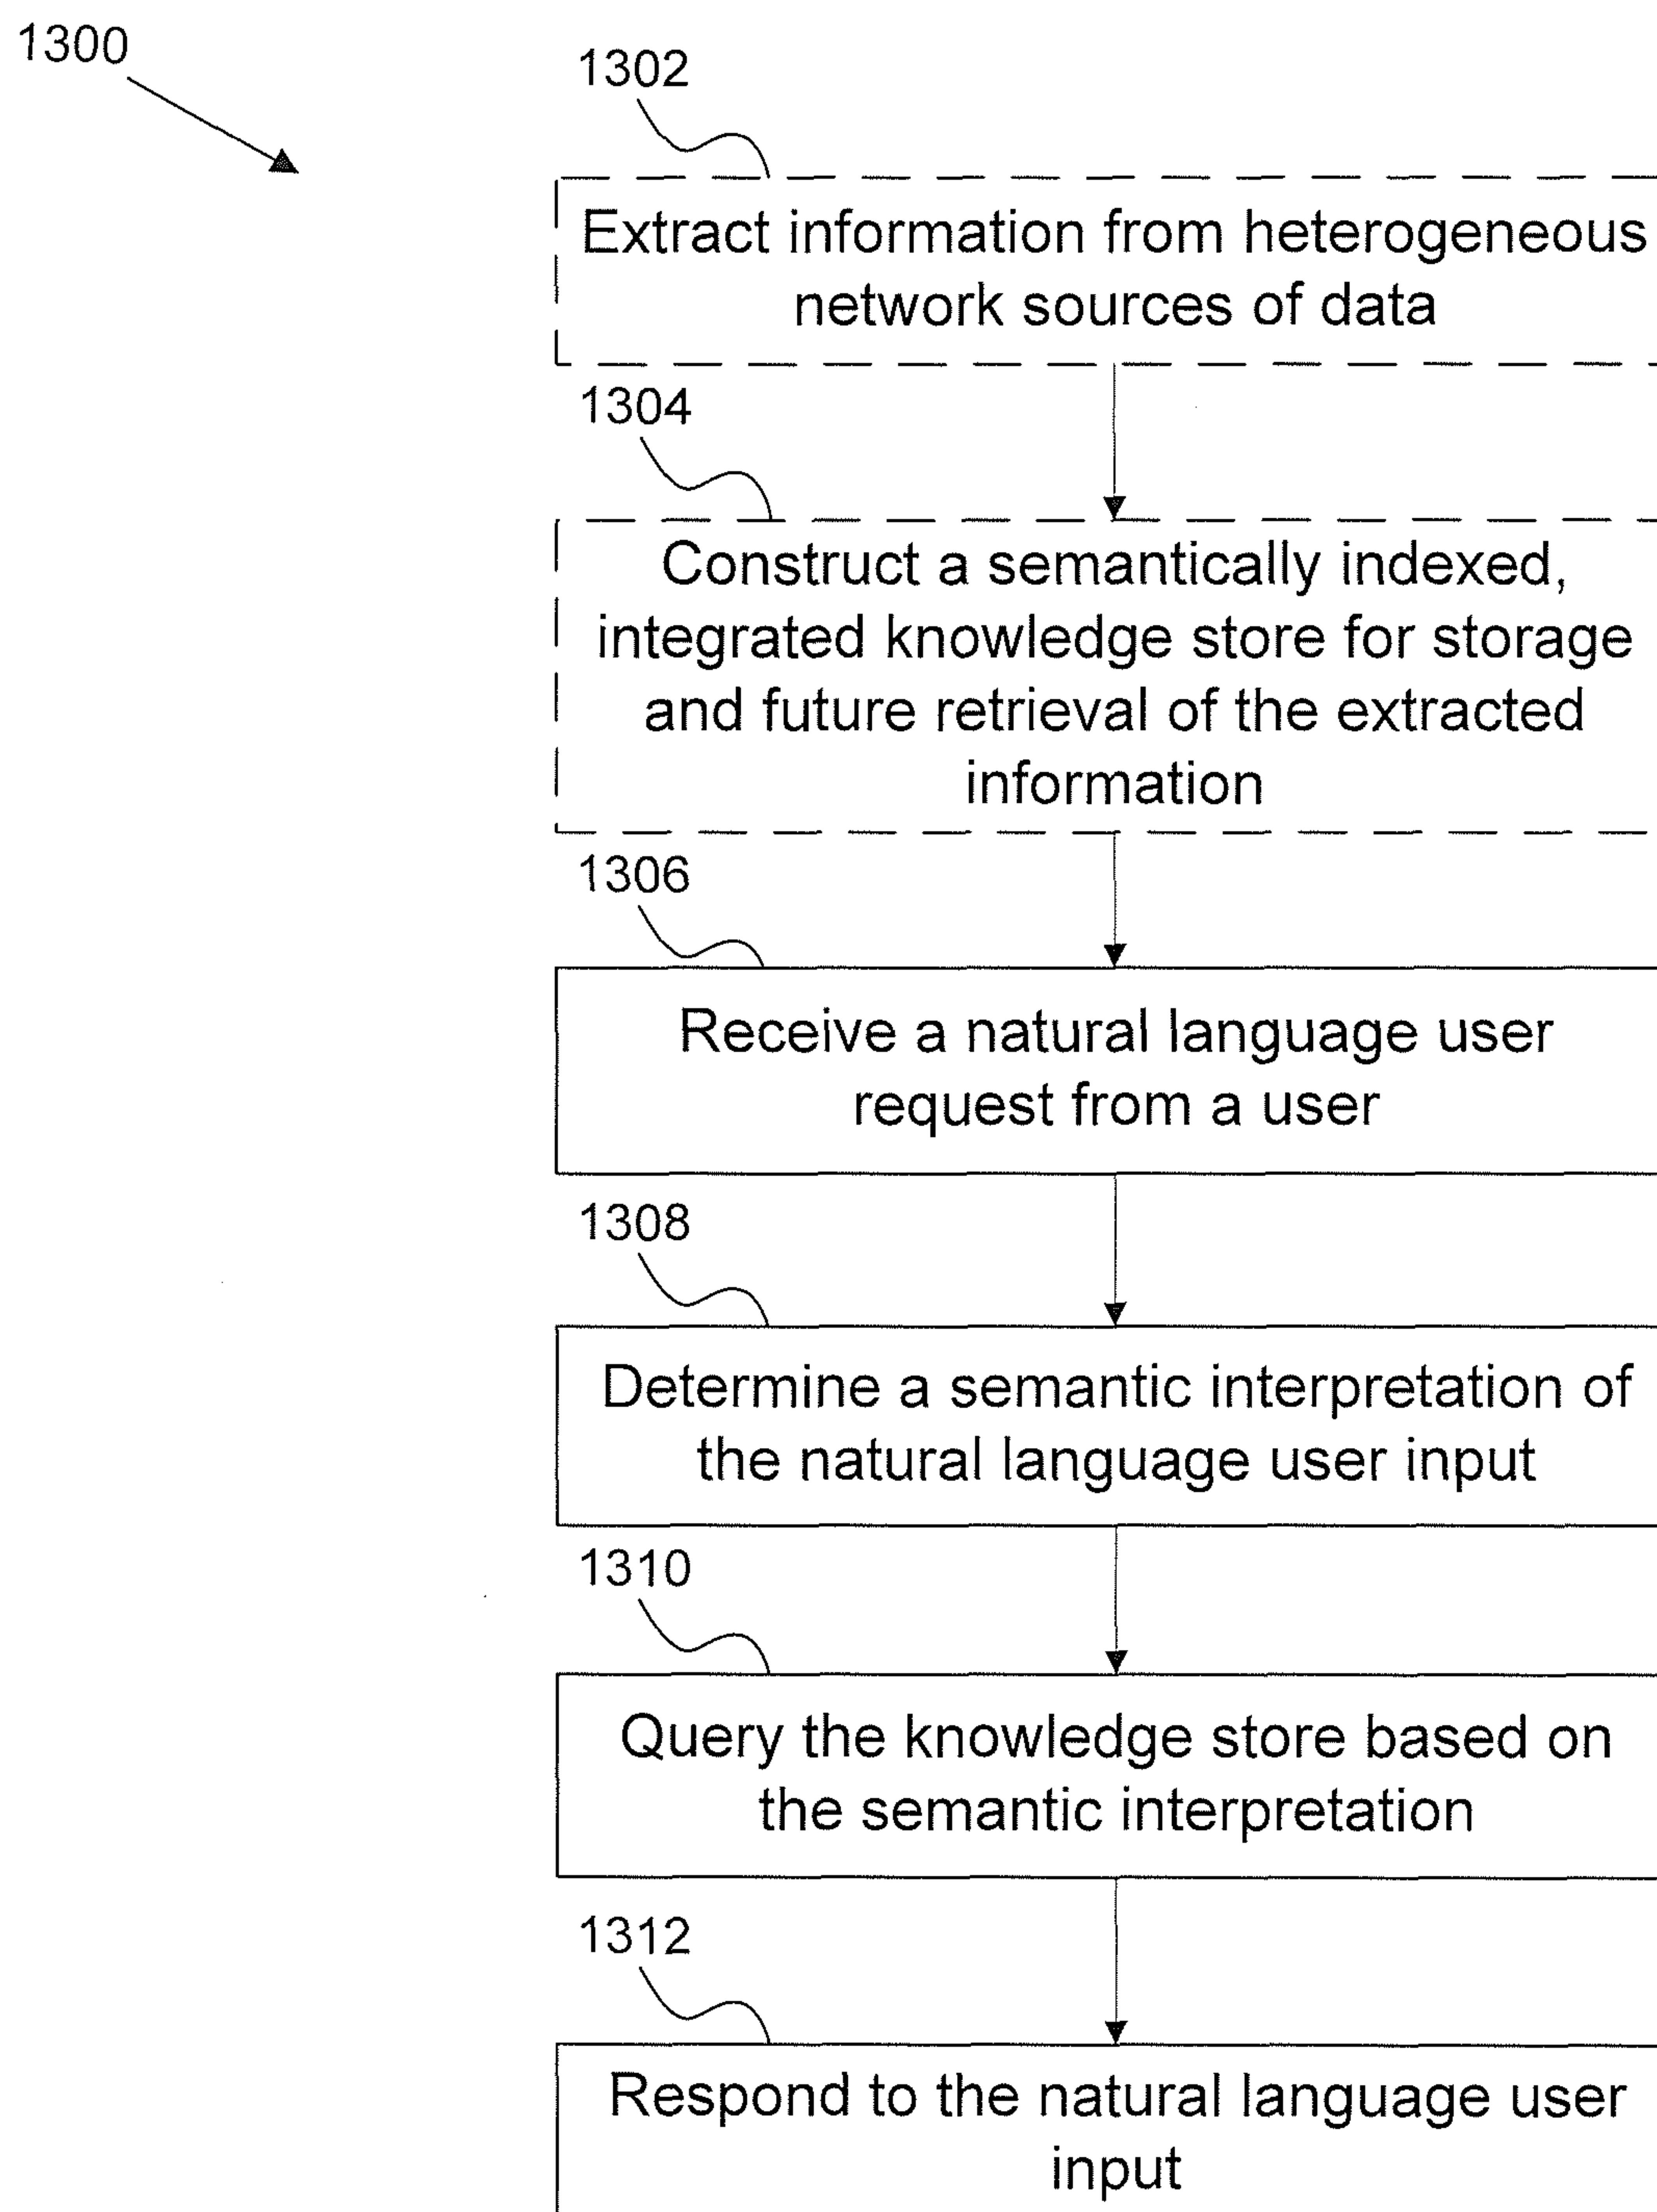 1300
1302
Extract information from heterogeneous
network sources of data
1304
Construct a semantically indexed,
integrated knowledge store for storage
and future retrieval of the extracted
information
1306
Receive a natural language user
request from a user
1308
Determine a semantic interpretation of
the natural language user input
1310
Query the knowledge store based on
the semantic interpretation
1312
Respond to the natural language user
input